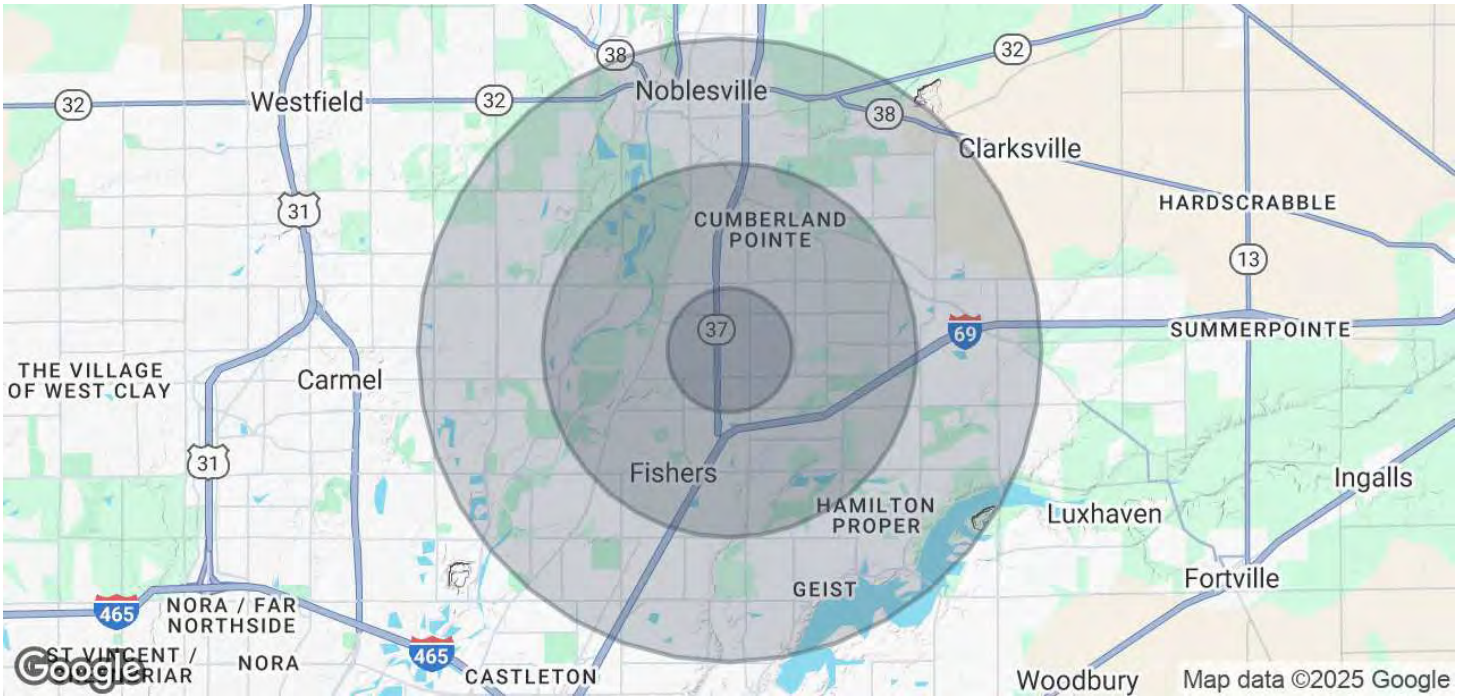 38
32
32
Westfield
32
Noblesville
38
Clarksville
31
CUMBERLAND
POINTE
HARDSCRABBLE
13
37
69
SUMMERPOINTE
THE VILLAGE
OF WEST CLAY
Carmel
31
Fishers
HAMILTON
PROPER
Ingalls
Luxhaven
GEIST
Fortville
465
NORA / FAR
NORTHSIDE
465
ST VINCENT /
NORA
CASTLETON
Woodbury
Google
Map data ©2025 Google